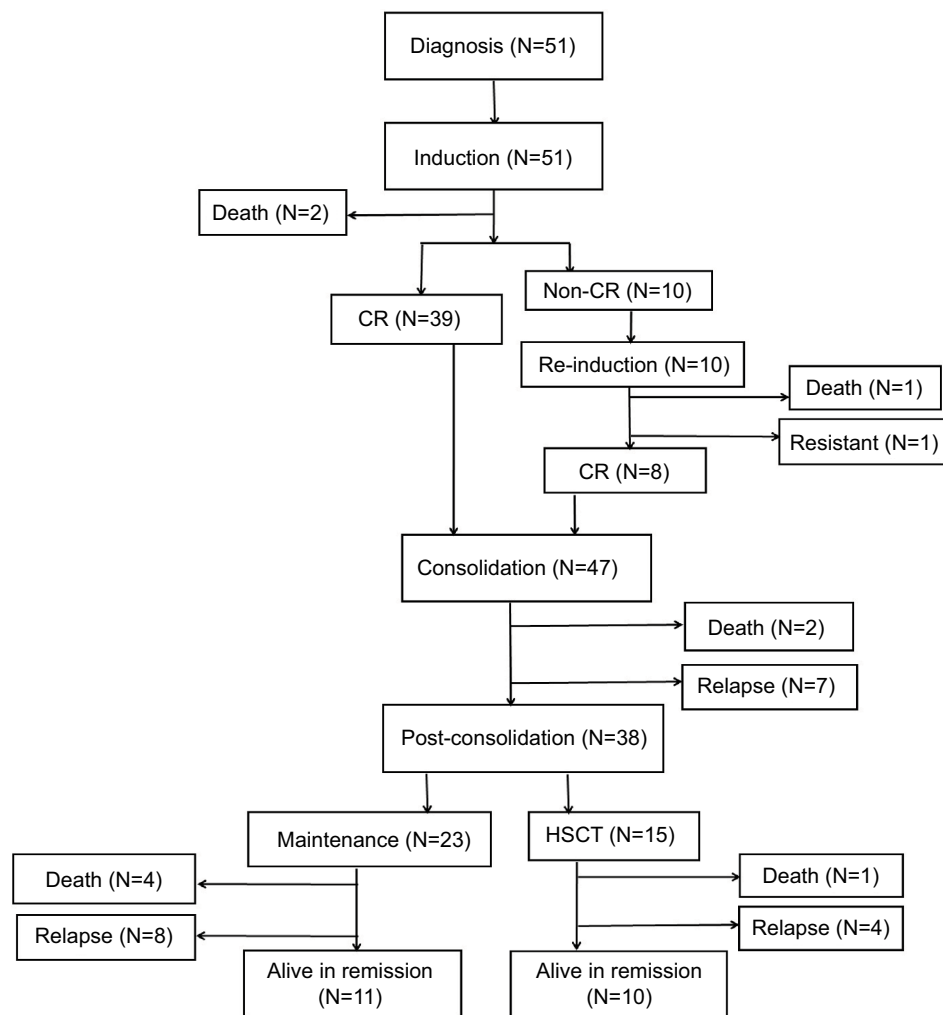 Diagnosis (N=51)
Induction (N=51)
Death (N=2)
Non-CR (N=10)
CR (N=39)
Re-induction (N=10)
Death (N=1)
Resistant (N=1)
CR (N=8)
Consolidation (N=47)
Death (N=2)
Relapse (N=7)
Post-consolidation (N=38)
Maintenance (N=23)
HSCT (N=15)
Death (N=4)
Death (N=1)
Relapse (N=8)
Relapse (N=4)
Alive in remission
(N=11)
Alive in remission
(N=10)